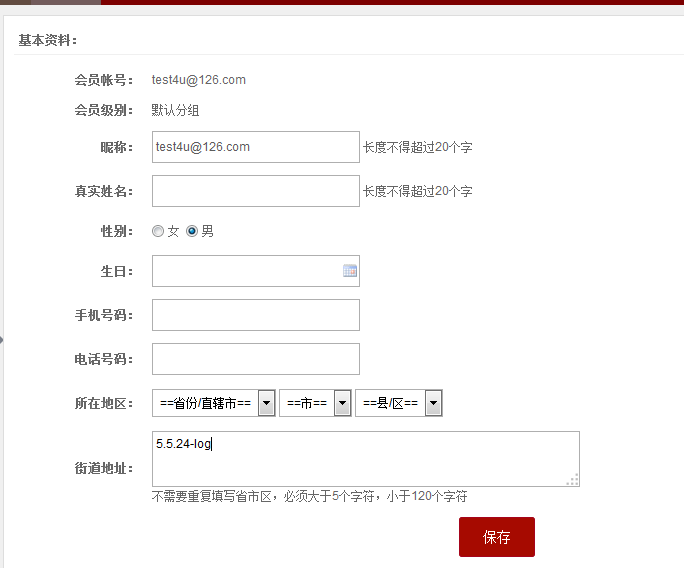 基本资料：
会员帐号： test4u@126.com
会员级别： 默认分组
昵称： test4u@126.com 长度不得超过20个字
真实姓名： 长度不得超过20个字
性别： 女 男
生日：
手机号码：
电话号码：
所在地区： ==省份/直辖市== ==市== ==县/区==
街道地址： 5.5.24-log
不需要重复填写省市区，必须大于5个字符，小于120个字符
保存